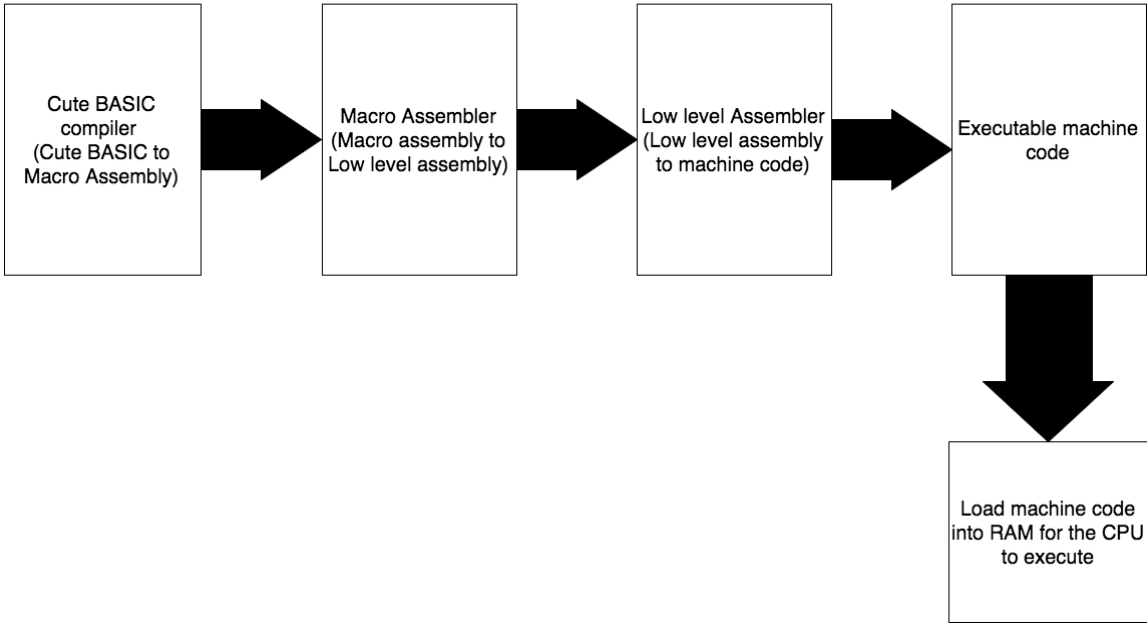 Cute BASIC
compiler
(Cute BASIC to
Macro Assembly)
Macro Assembler
(Macro assembly to
Low level assembly)
Low level Assembler
(Low level assembly
to machine code)
Executable machine
code
Load machine code
into RAM for the CPU
to execute